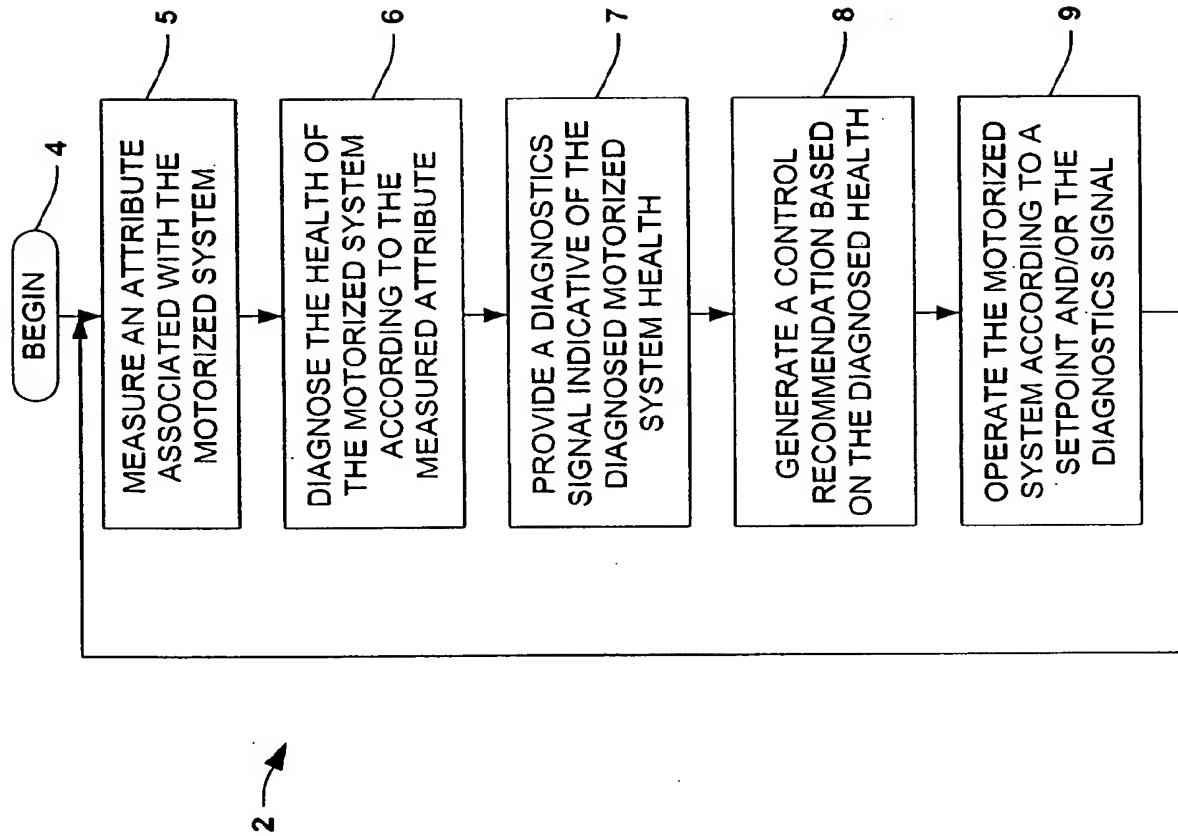 BEGIN
4
MEASURE AN ATTRIBUTE
ASSOCIATED WITH THE
MOTORIZED SYSTEM.
5
DIAGNOSE THE HEALTH OF
THE MOTORIZED SYSTEM
ACCORDING TO THE
MEASURED ATTRIBUTE
6
PROVIDE A DIAGNOSTICS
SIGNAL INDICATIVE OF THE
DIAGNOSED MOTORIZED
SYSTEM HEALTH
7
GENERATE A CONTROL
RECOMMENDATION BASED
ON THE DIAGNOSED HEALTH
8
OPERATE THE MOTORIZED
SYSTEM ACCORDING TO A
SETPOINT AND/OR THE
DIAGNOSTICS SIGNAL
9
2